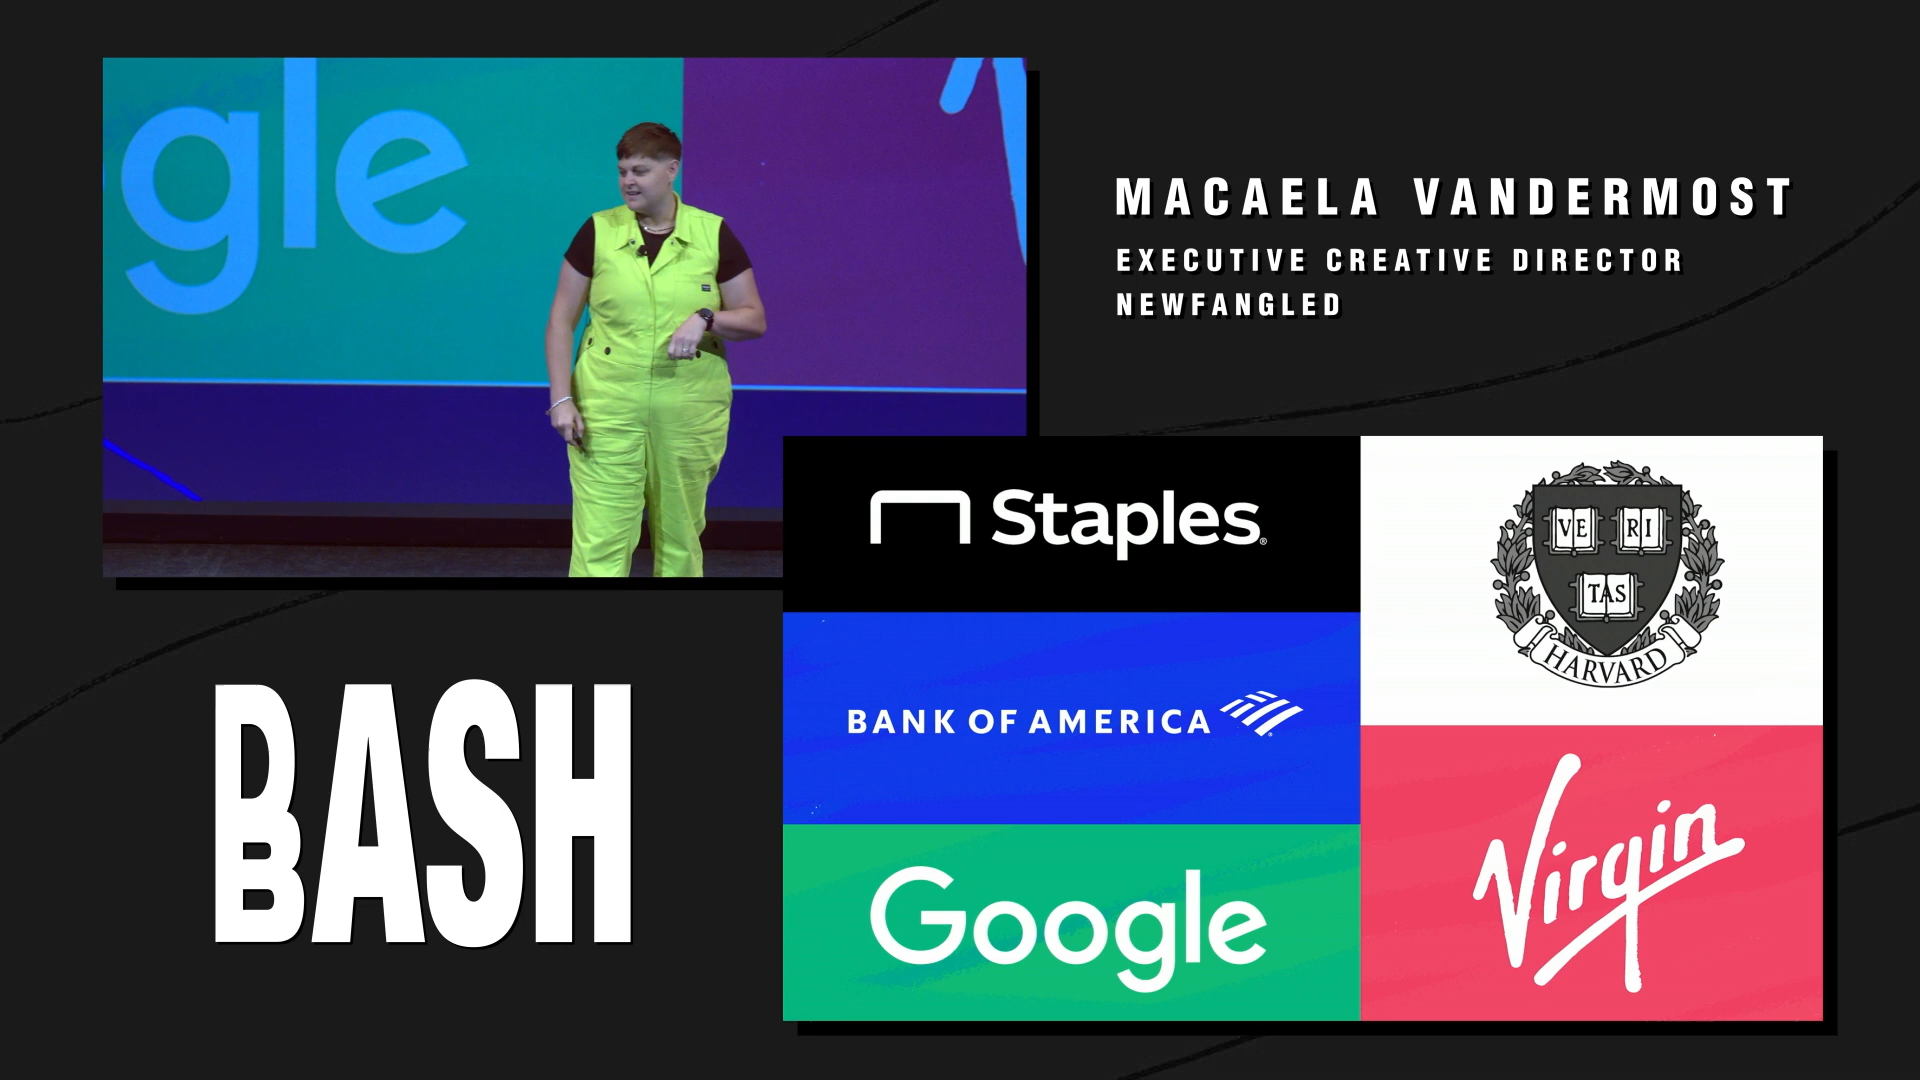 gle
MACAELA VANDERMOST
EXECUTIVE CREATIVE DIRECTOR
NEWFANGLED
Staples®
VE RI
TAS
HARVARD
BANK OF AMERICA
Google
Virgin
BASH